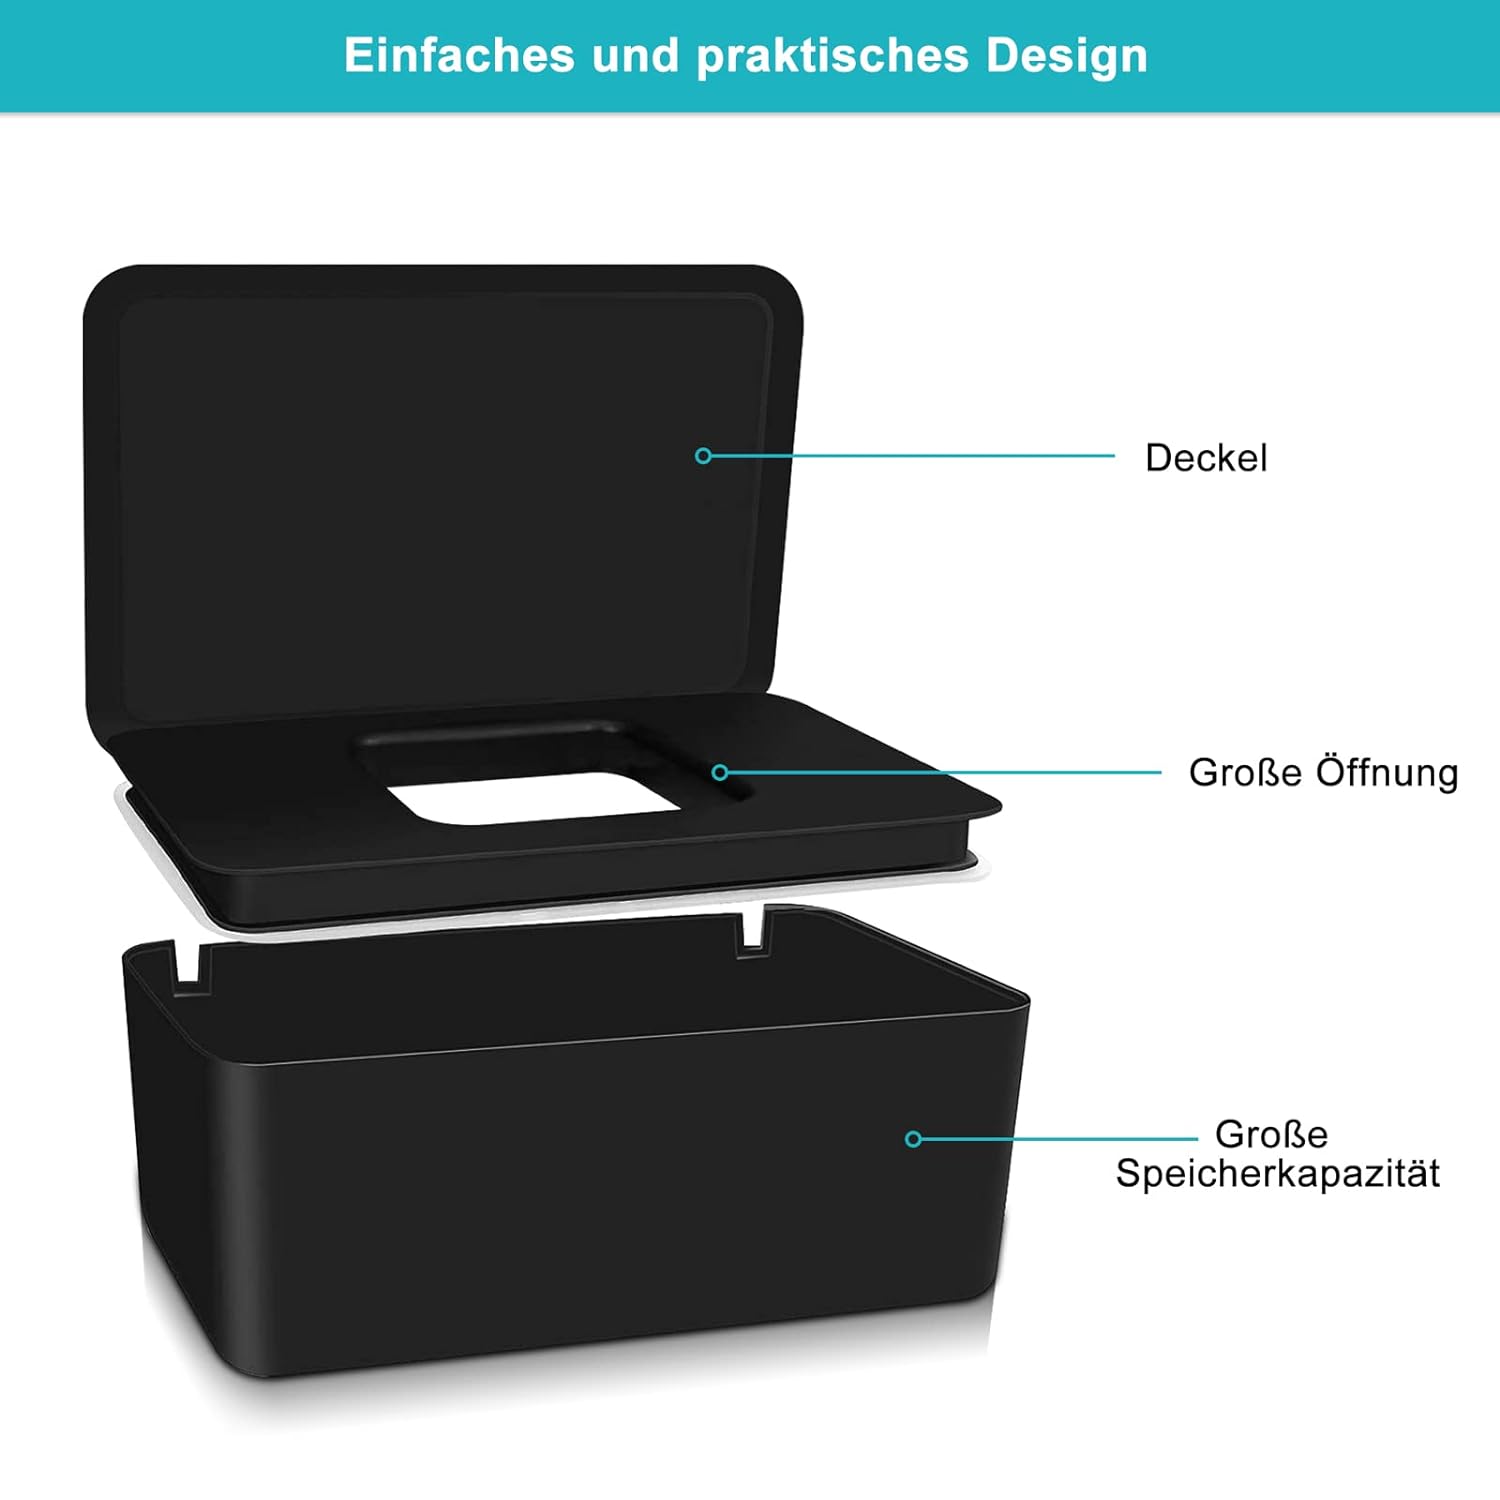 Einfaches und praktisches Design
Deckel
Große Öffnung
Große
Speicherkapazität